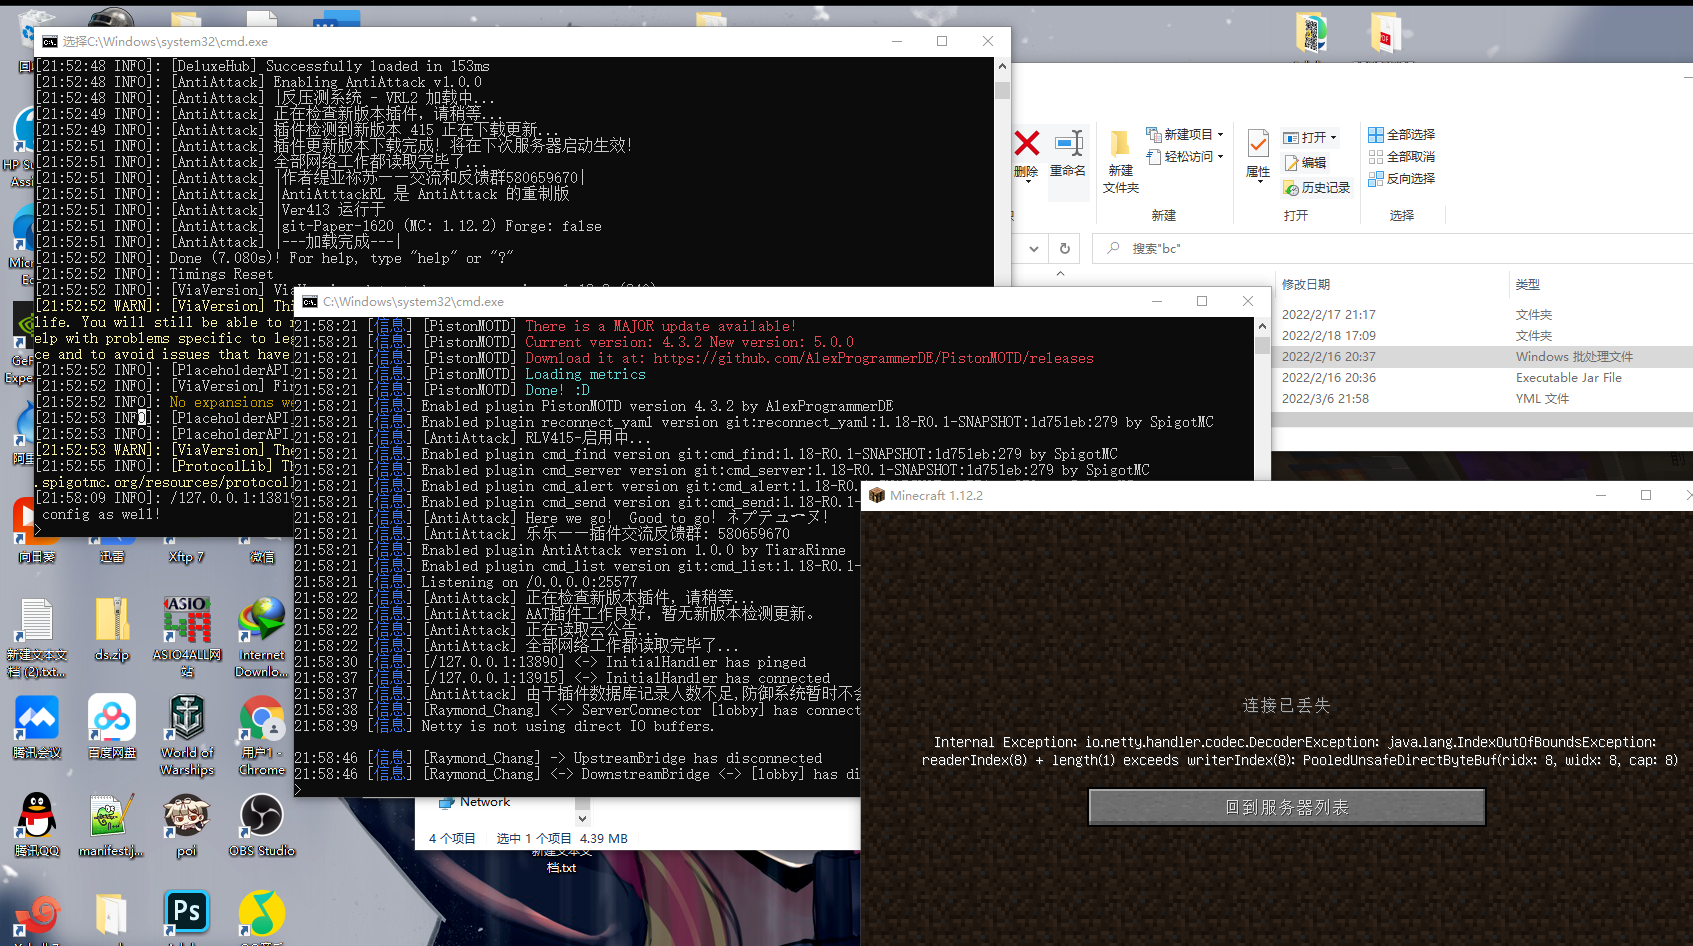 选择C:\Windows\system32\cmd.exe
[21:52:48 INFO]: [DeluxeHub] Successfully loaded in 153ms
[21:52:48 INFO]: [AntiAttack] Enabling AntiAttack v1.0.0
[21:52:48 INFO]: [AntiAttack] |反压测系统 - VRL2 加载中...
[21:52:49 INFO]: [AntiAttack] 正在检查新版本插件，请稍等...
[21:52:49 INFO]: [AntiAttack] 插件检测到新版本 415 正在下载更新...
[21:52:51 INFO]: [AntiAttack] 插件更新版本下载完成！将在下次服务器启动生效！
[21:52:51 INFO]: [AntiAttack] 全部网络工作都读取完毕了...
[21:52:51 INFO]: [AntiAttack] |作者缇亚祢苏一一交流和反馈群580659670|
[21:52:51 INFO]: [AntiAttack] |AntiAtttackRL 是 AntiAttack 的重制版
[21:52:51 INFO]: [AntiAttack] |Ver413 运行于
[21:52:51 INFO]: [AntiAttack] |git-Paper-1620 (MC: 1.12.2) Forge: false
[21:52:51 INFO]: [AntiAttack] |---加载完成---|
[21:52:52 INFO]: Done (7.080s)! For help, type "help" or "?"
[21:52:52 INFO]: Timings Reset
[21:52:52 INFO]: [ViaVersion]
[21:52:52 WARN]: [ViaVersion] Thi
life. You will still be able to
elp with problems specific to le
ce and to avoid issues that have
[21:52:52 INFO]: [PlaceholderAPI
[21:52:52 INFO]: [ViaVersion] Fin
[21:52:52 INFO]: No expansions we
[21:52:53 INFO]: [PlaceholderAPI
[21:52:53 INFO]: [PlaceholderAPI
[21:52:53 WARN]: [ViaVersion] The
[21:52:55 INFO]: [ProtocolLib] Th
.spigotmc.org/resources/protocoll
[21:58:09 INFO]: /127.0.0.1:13819
config as well!
>
C:\Windows\system32\cmd.exe
21:58:21 [信息] [PistonMOTD] There is a MAJOR update available!
21:58:21 [信息] [PistonMOTD] Current version: 4.3.2 New version: 5.0.0
21:58:21 [信息] [PistonMOTD] Download it at: https://github.com/AlexProgrammerDE/PistonMOTD/releases
21:58:21 [信息] [PistonMOTD] Loading metrics
21:58:21 [信息] [PistonMOTD] Done! :D
21:58:21 [信息] Enabled plugin PistonMOTD version 4.3.2 by AlexProgrammerDE
21:58:21 [信息] Enabled plugin reconnect_yaml version git:reconnect_yaml:1.18-R0.1-SNAPSHOT:1d751eb:279 by SpigotMC
21:58:21 [信息] [AntiAttack] RLV415-启用中...
21:58:21 [信息] Enabled plugin cmd_find version git:cmd_find:1.18-R0.1-SNAPSHOT:1d751eb:279 by SpigotMC
21:58:21 [信息] Enabled plugin cmd_server version git:cmd_server:1.18-R0.1-SNAPSHOT:1d751eb:279 by SpigotMC
21:58:21 [信息] Enabled plugin cmd_alert version git:cmd_alert:1.18-R0.1-SNAPSHOT:1d751eb:279 by SpigotMC
21:58:21 [信息] Enabled plugin cmd_send version git:cmd_send:1.18-R0.1-
21:58:21 [信息] [AntiAttack] Here we go! Good to go! ネプテューヌ!
21:58:21 [信息] [AntiAttack] 乐乐一一插件交流反馈群: 580659670
21:58:21 [信息] Enabled plugin AntiAttack version 1.0.0 by TiaraRinne
21:58:21 [信息] Enabled plugin cmd_list version git:cmd_list:1.18-R0.1-
21:58:21 [信息] Listening on /0.0.0.0:25577
21:58:22 [信息] [AntiAttack] 正在检查新版本插件，请稍等...
21:58:22 [信息] [AntiAttack] AAT插件工作良好，暂无新版本检测更新。
21:58:22 [信息] [AntiAttack] 正在读取云公告...
21:58:22 [信息] [AntiAttack] 全部网络工作都读取完毕了...
21:58:30 [信息] [/127.0.0.1:13890] <-> InitialHandler has pinged
21:58:37 [信息] [/127.0.0.1:13915] <-> InitialHandler has connected
21:58:37 [信息] [AntiAttack] 由于插件数据库记录人数不足,防御系统暂时不会
21:58:38 [信息] [Raymond_Chang] <-> ServerConnector [lobby] has connect
21:58:39 [信息] Netty is not using direct IO buffers.
21:58:46 [信息] [Raymond_Chang] -> UpstreamBridge has disconnected
21:58:46 [信息] [Raymond_Chang] <-> DownstreamBridge <-> [lobby] has di
>
删除
重命名
新建
文件夹
新建项目
轻松访问
新建
属性
打开
编辑
历史记录
打开
全部选择
全部取消
反向选择
选择
搜索"bc"
修改日期 类型
2022/2/17 21:17 文件夹
2022/2/18 17:09 文件夹
2022/2/16 20:37 Windows 批处理文件
2022/2/16 20:36 Executable Jar File
2022/3/6 21:58 YML 文件
Minecraft 1.12.2
连接已丢失
Internal Exception: io.netty.handler.codec.DecoderException: java.lang.IndexOutOfBoundsException:
readerIndex(8) + length(1) exceeds writerIndex(8): PooledUnsafeDirectByteBuf(ridx: 8, widx: 8, cap: 8)
回到服务器列表
Network
4 个项目 选中 1 个项目 4.39 MB
新建文本文
档.txt
向日葵 迅雷 Xftp 7 微信
新建文本文
档 (2).txt...
ds.zip
ASIO4ALL网
站
Internet
Downlo...
腾讯会议 百度网盘
World of
Warships
用户1 -
Chrome
腾讯QQ manifest.j... poi OBS Studio